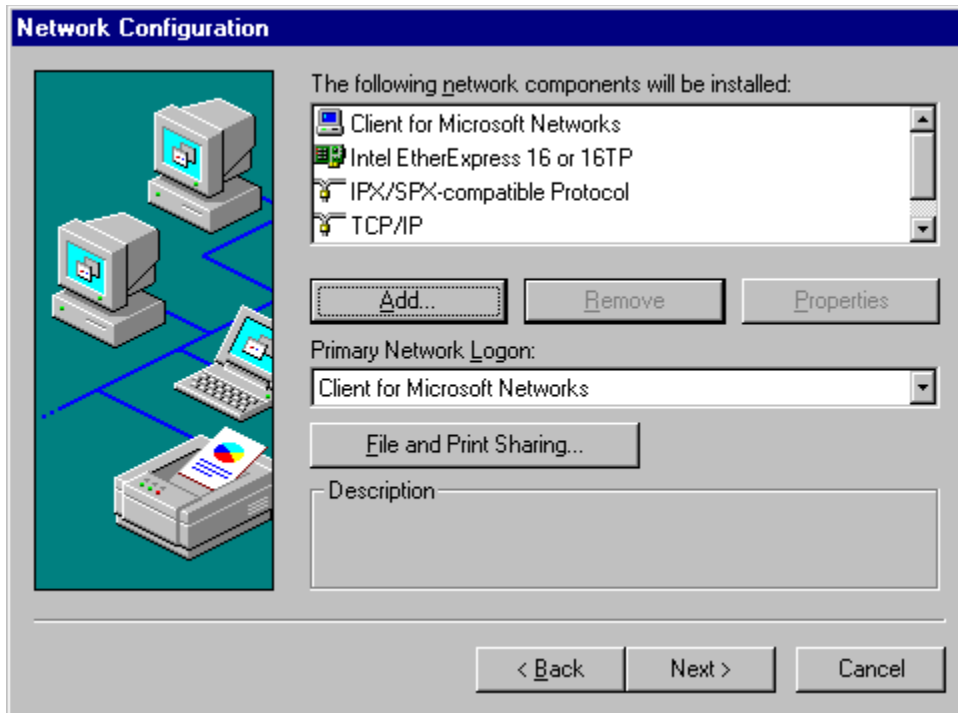 Network Configuration
The following network components will be installed:
Client for Microsoft Networks
Intel EtherExpress 16 or 16TP
IPX/SPX-compatible Protocol
TCP/IP
Add... Remove Properties
Primary Network Logon:
Client for Microsoft Networks
File and Print Sharing...
Description
< Back Next > Cancel